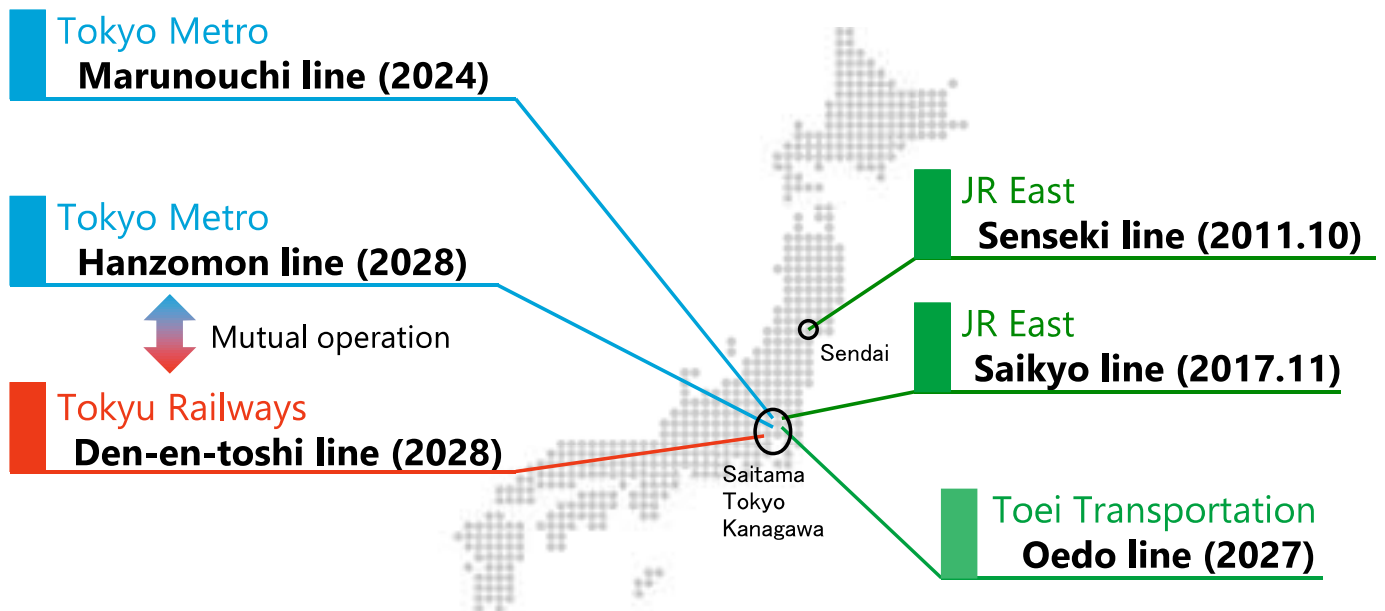 Tokyo Metro
Marunouchi line (2024)
Tokyo Metro
Hanzomon line (2028)
Mutual operation
Tokyu Railways
Den-en-toshi line (2028)
JR East
Senseki line (2011.10)
Sendai
JR East
Saikyo line (2017.11)
Saitama
Tokyo
Kanagawa
Toei Transportation
Oedo line (2027)